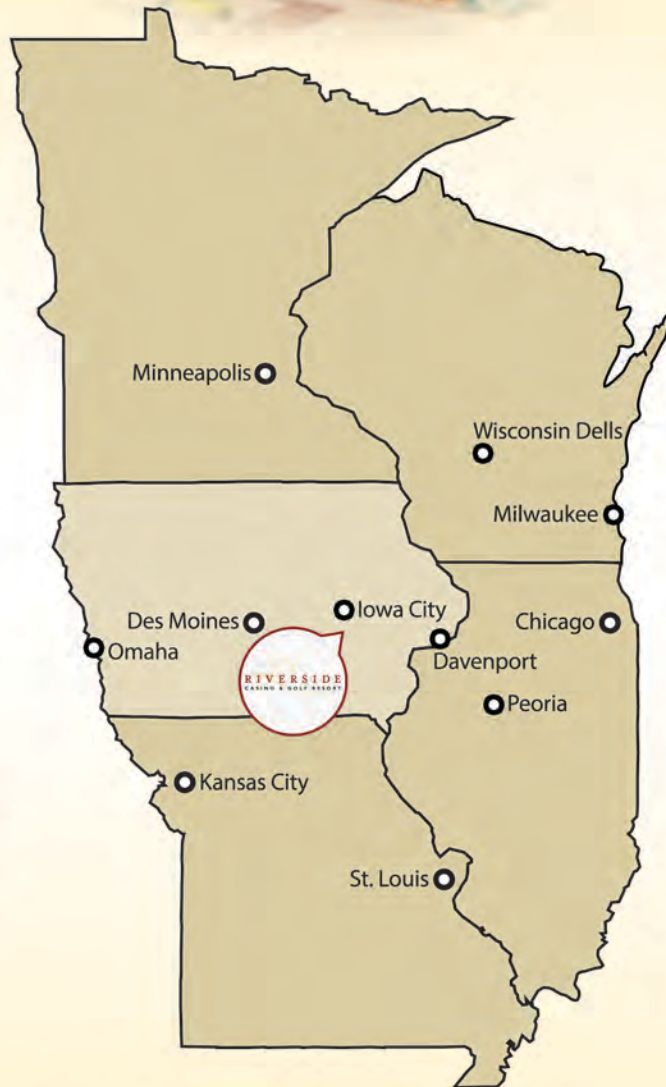 Minneapolis
Wisconsin Dells
Milwaukee
Iowa City
Des Moines
Chicago
Omaha
Davenport
RIVERSIDE
CASINO & GOLF RESORT
Peoria
Kansas City
St. Louis